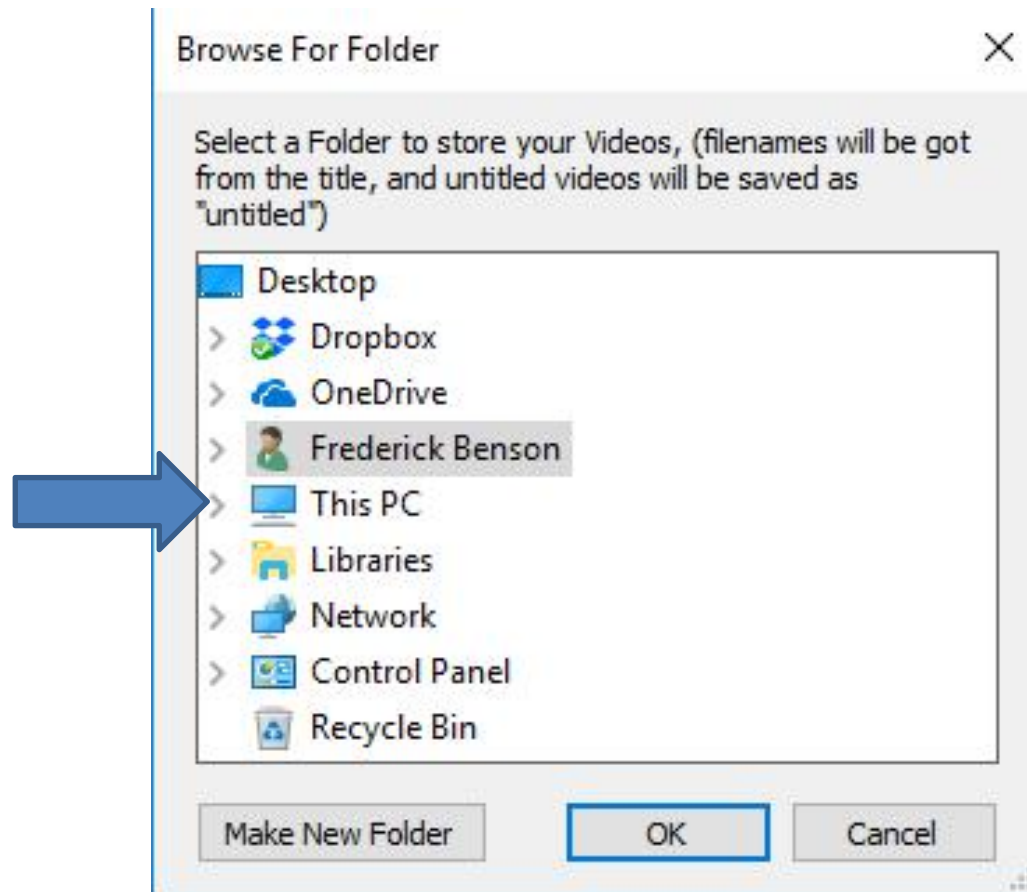 Browse For Folder
Select a Folder to store your Videos, (filenames will be got
from the title, and untitled videos will be saved as
"untitled")
Desktop
Dropbox
OneDrive
Frederick Benson
This PC
Libraries
Network
Control Panel
Recycle Bin
Make New Folder OK Cancel